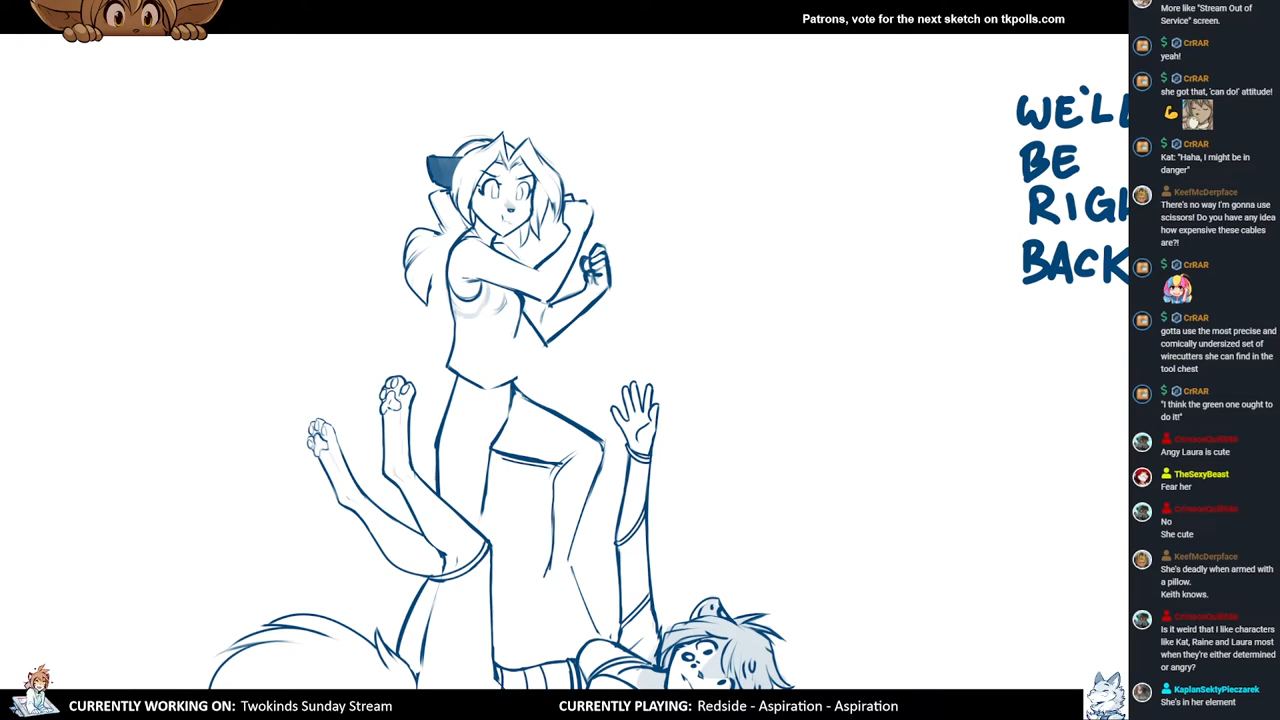 Patrons, vote for the next sketch on tkpolls.com
WE'LL
BE
RIGH
BACK
More like "Stream Out of
Service" screen.
$ CrRAR
yeah!
$ CrRAR
she got that, 'can do!' attitude!
$ CrRAR
Kat: "Haha, I might be in
danger"
KeefMcDerpface
There's no way I'm gonna use
scissors! Do you have any idea
how expensive these cables
are?!
$ CrRAR
$ CrRAR
gotta use the most precise and
comically undersized set of
wirecutters she can find in the
tool chest
$ CrRAR
"I think the green one ought to
do it!"
Angy Laura is cute
TheSexyBeast
Fear her
No
She cute
KeefMcDerpface
She's deadly when armed with
a pillow.
Keith knows.
Is it weird that I like characters
like Kat, Raine and Laura most
when they're either determined
or angry?
KaplanSektyPieczarek
She's in her element
CURRENTLY WORKING ON: Twokinds Sunday Stream
CURRENTLY PLAYING: Redside - Aspiration - Aspiration